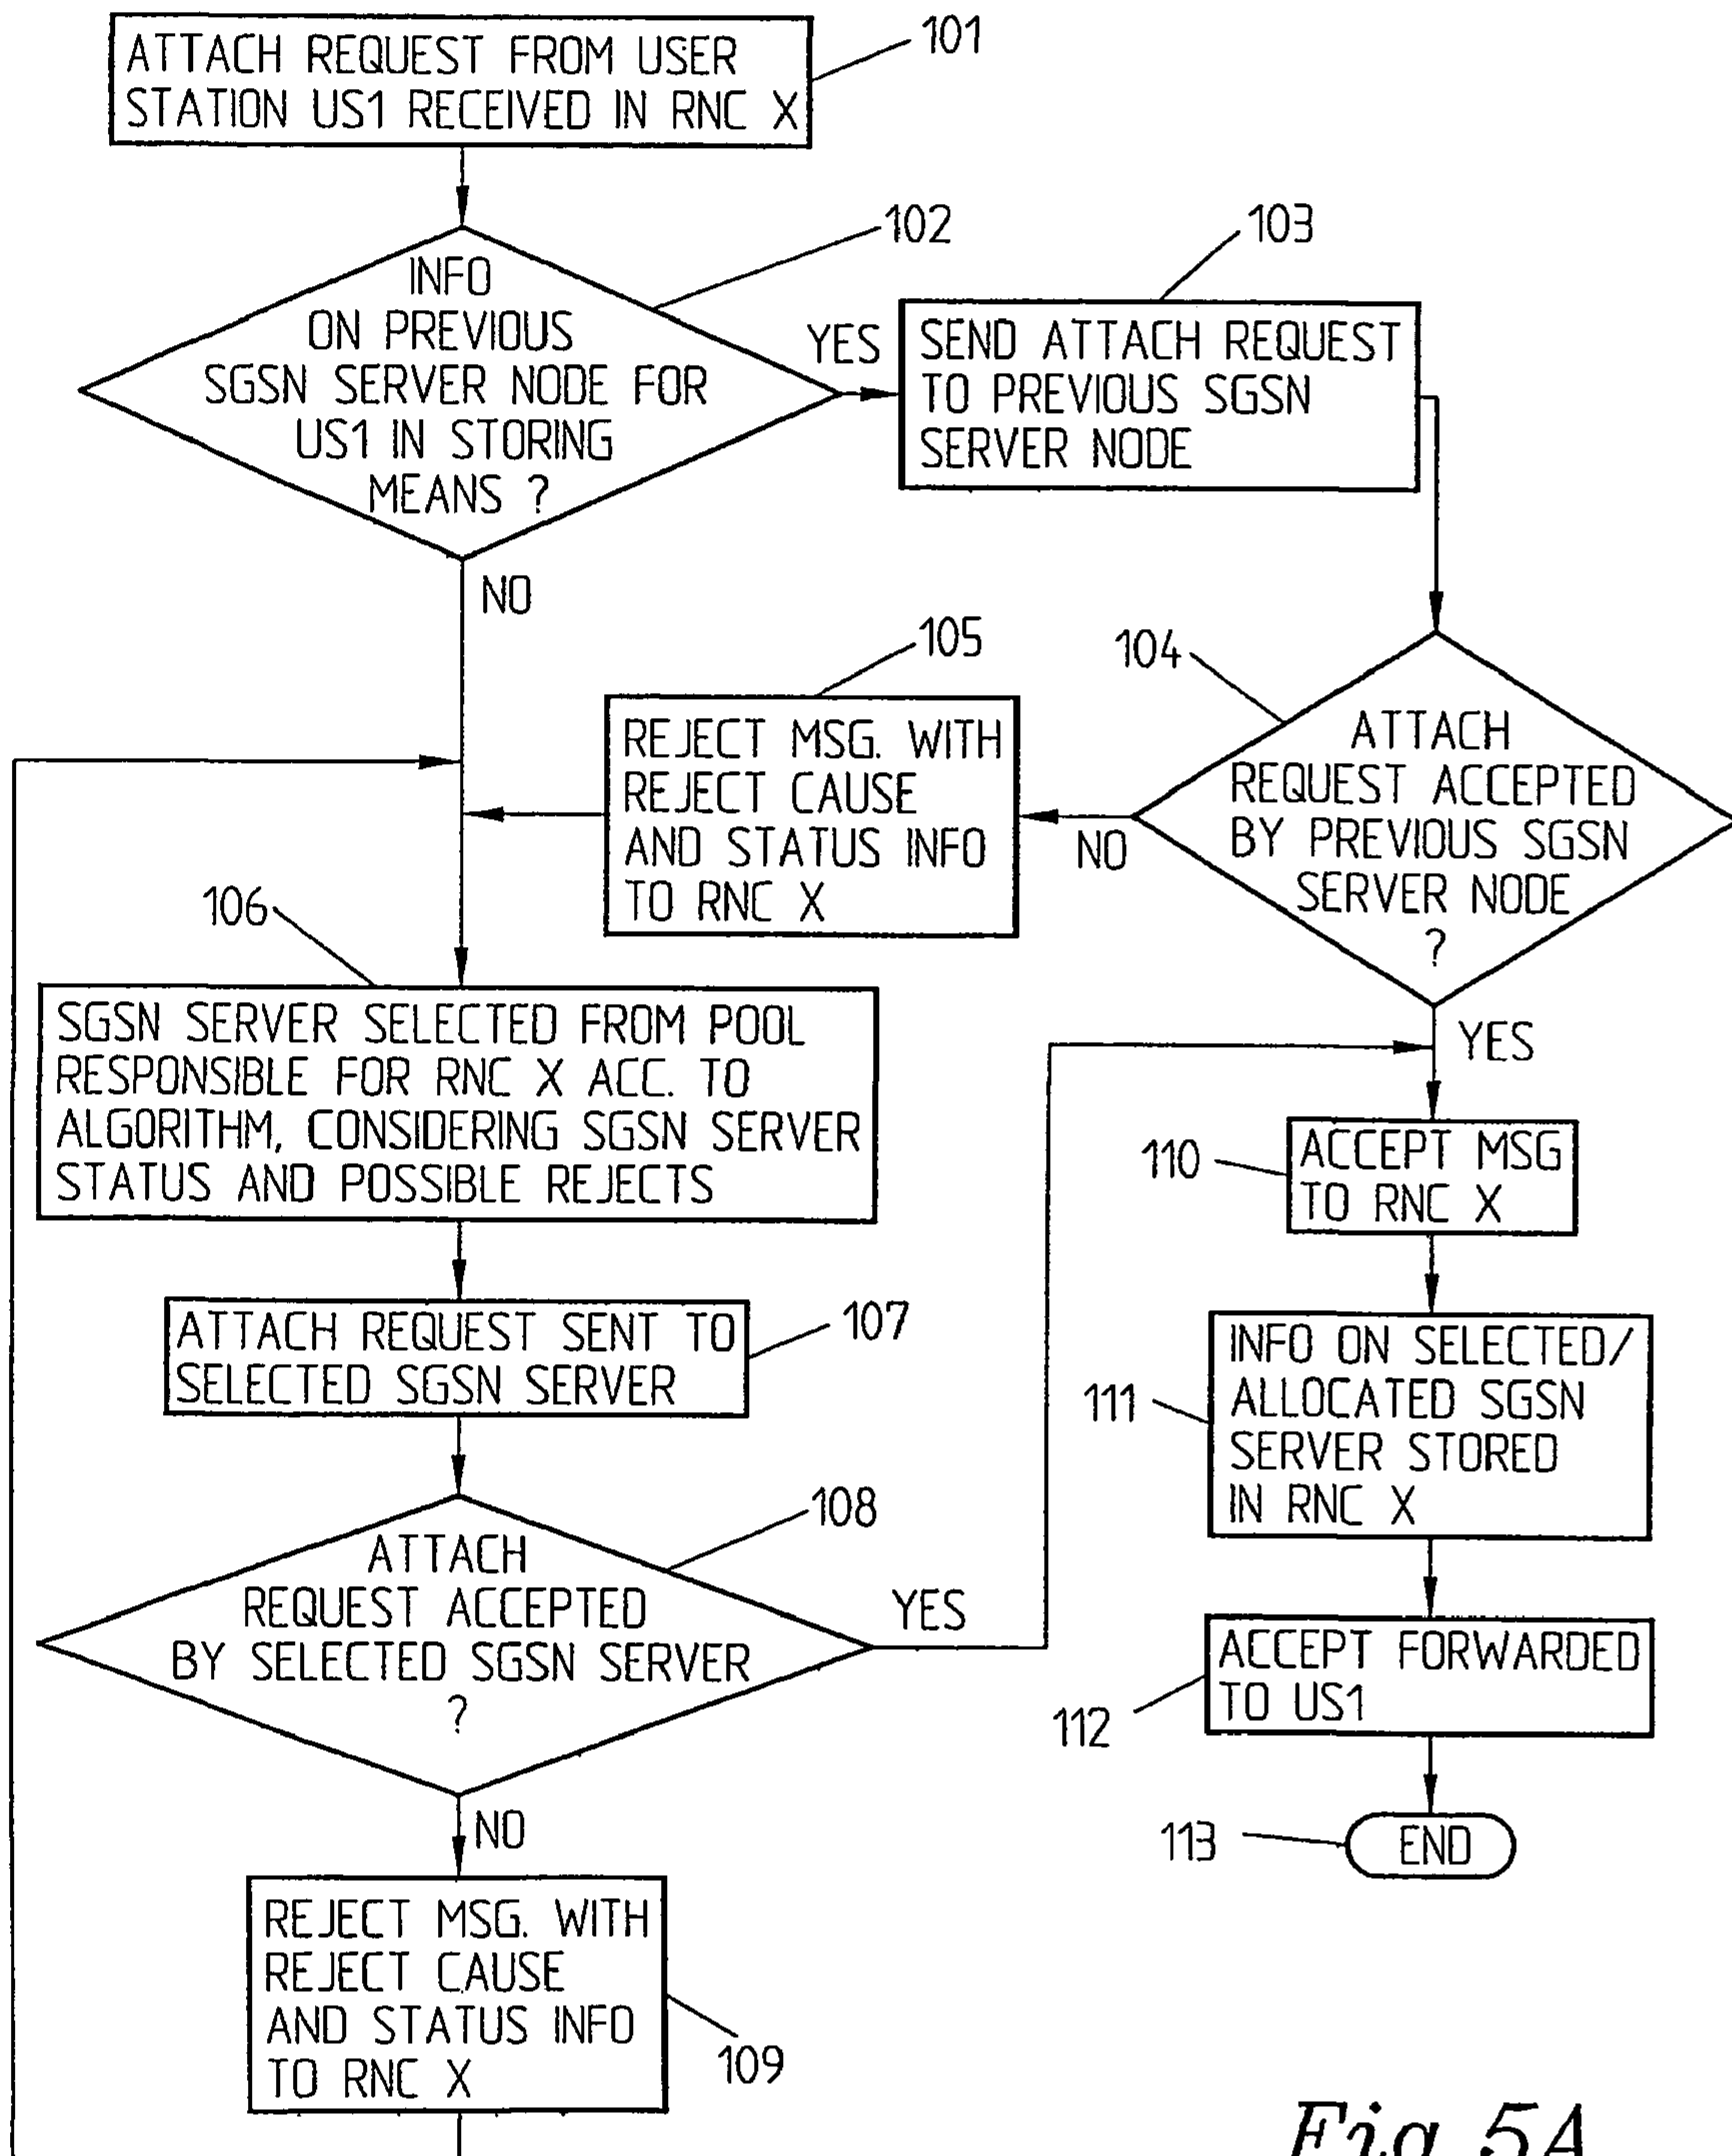 ATTACH REQUEST FROM USER
STATION US1 RECEIVED IN RNC X
101
INFO
ON PREVIOUS
SGSN SERVER NODE FOR
US1 IN STORING
MEANS ?
102
YES
NO
103
SEND ATTACH REQUEST
TO PREVIOUS SGSN
SERVER NODE
104
ATTACH
REQUEST ACCEPTED
BY PREVIOUS SGSN
SERVER NODE
?
NO
YES
105
REJECT MSG. WITH
REJECT CAUSE
AND STATUS INFO
TO RNC X
106
SGSN SERVER SELECTED FROM POOL
RESPONSIBLE FOR RNC X ACC. TO
ALGORITHM, CONSIDERING SGSN SERVER
STATUS AND POSSIBLE REJECTS
107
ATTACH REQUEST SENT TO
SELECTED SGSN SERVER
108
ATTACH
REQUEST ACCEPTED
BY SELECTED SGSN SERVER
?
YES
NO
REJECT MSG. WITH
REJECT CAUSE
AND STATUS INFO
TO RNC X
109
110
ACCEPT MSG
TO RNC X
111
INFO ON SELECTED/
ALLOCATED SGSN
SERVER STORED
IN RNC X
ACCEPT FORWARDED
TO US1
112
113
END
Fig 5A